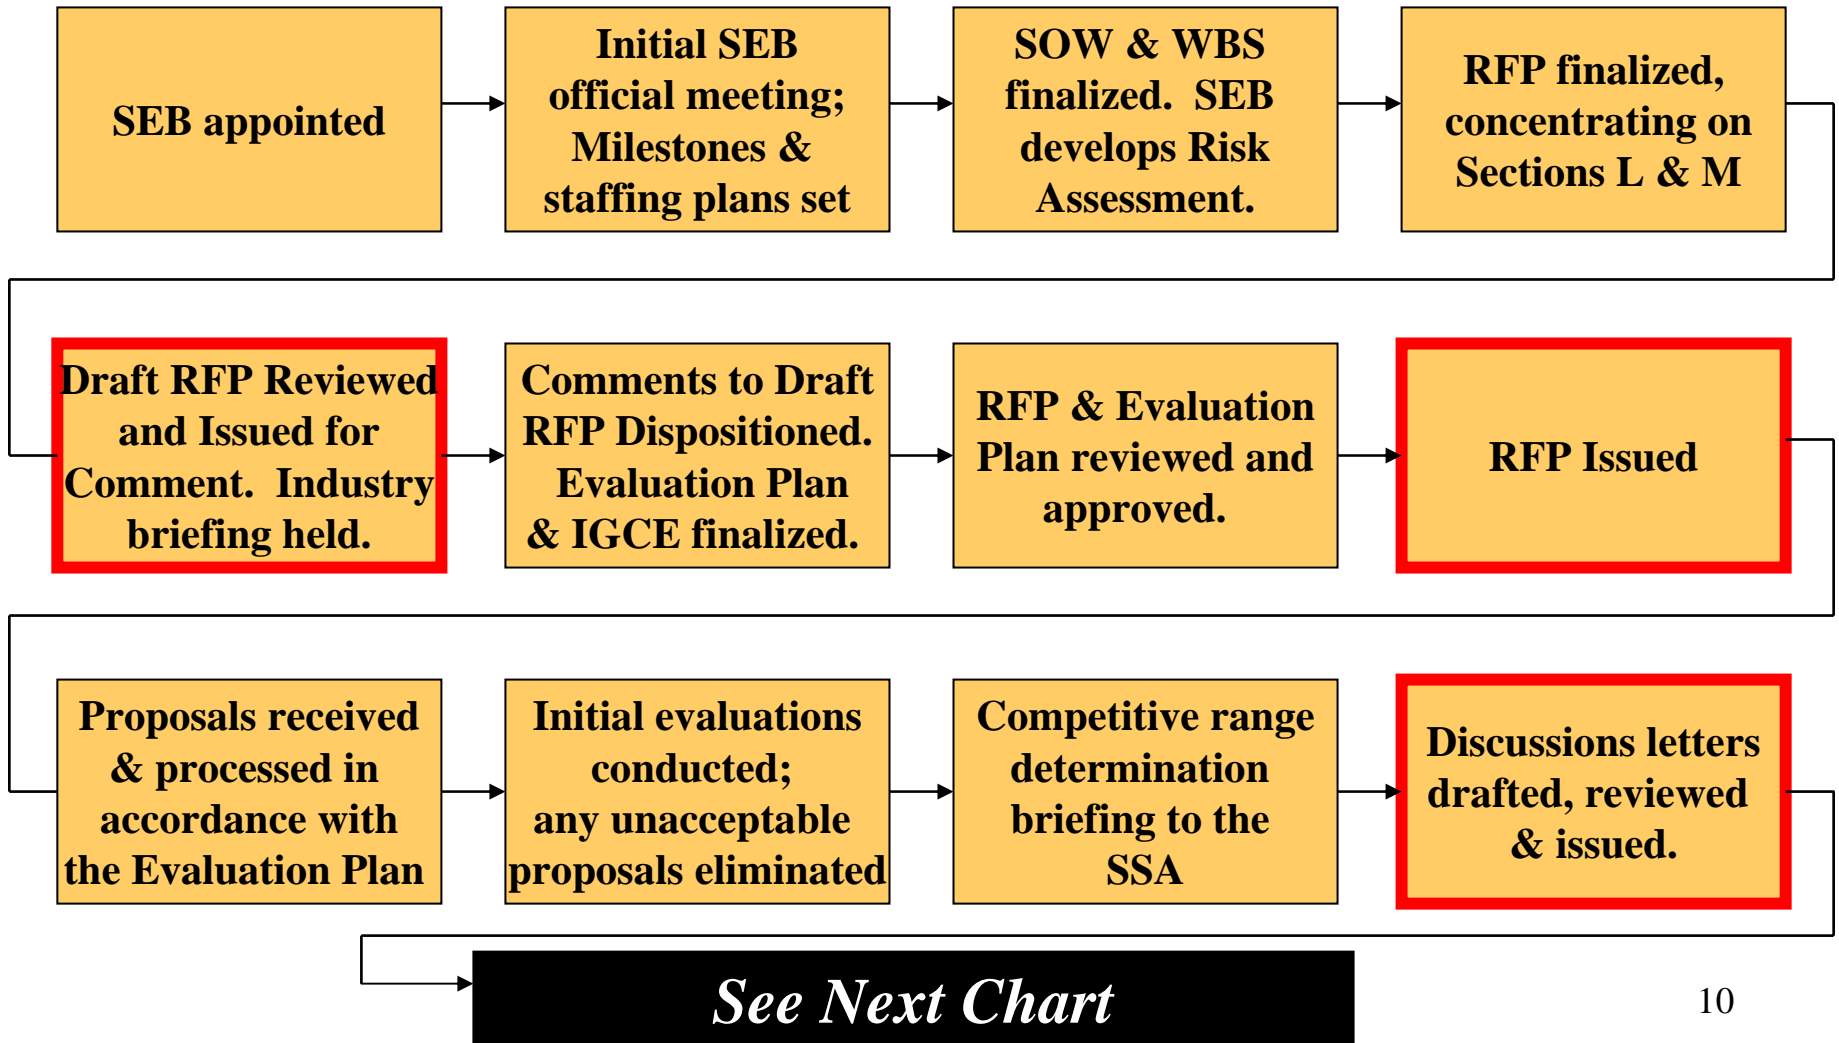 SEB appointed
Initial SEB
official meeting;
Milestones &
staffing plans set
SOW & WBS
finalized.  SEB
develops Risk
Assessment.
RFP finalized,
concentrating on
Sections L & M
Draft RFP Reviewed
and Issued for
Comment.  Industry
briefing held.
Comments to Draft
RFP Dispositioned.
Evaluation Plan
& IGCE finalized.
RFP & Evaluation
Plan reviewed and
approved.
RFP Issued
Proposals received
& processed in
accordance with
the Evaluation Plan
Initial evaluations
conducted;
any unacceptable
proposals eliminated
Competitive range
determination
briefing to the
SSA
Discussions letters
drafted, reviewed
& issued.
See Next Chart
10